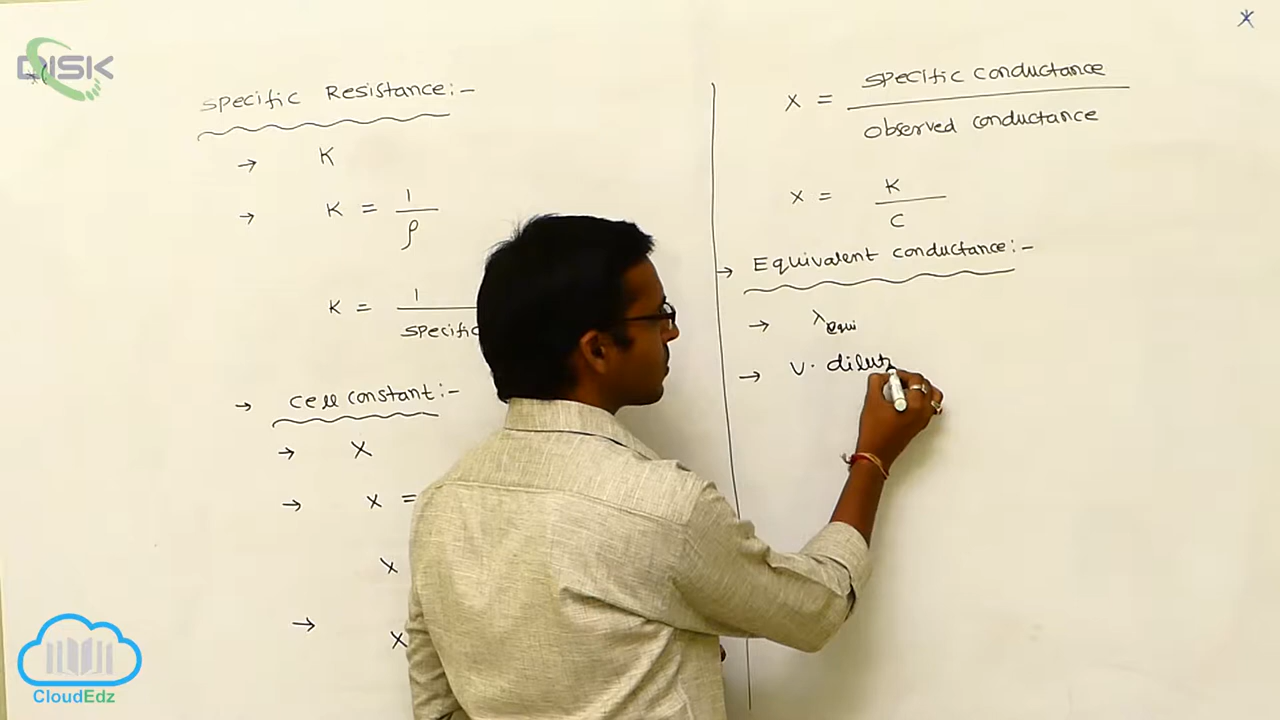 DISK
Specific Resistance:-
→ K
→ K = 1/ρ
K = 1/specific
→ Cell constant:-
→ X
→ X =
X
→ X
X = specific conductance/observed conductance
X = K/C
→ Equivalent conductance:-
→ λequi
→ V. dilut
CloudEdz